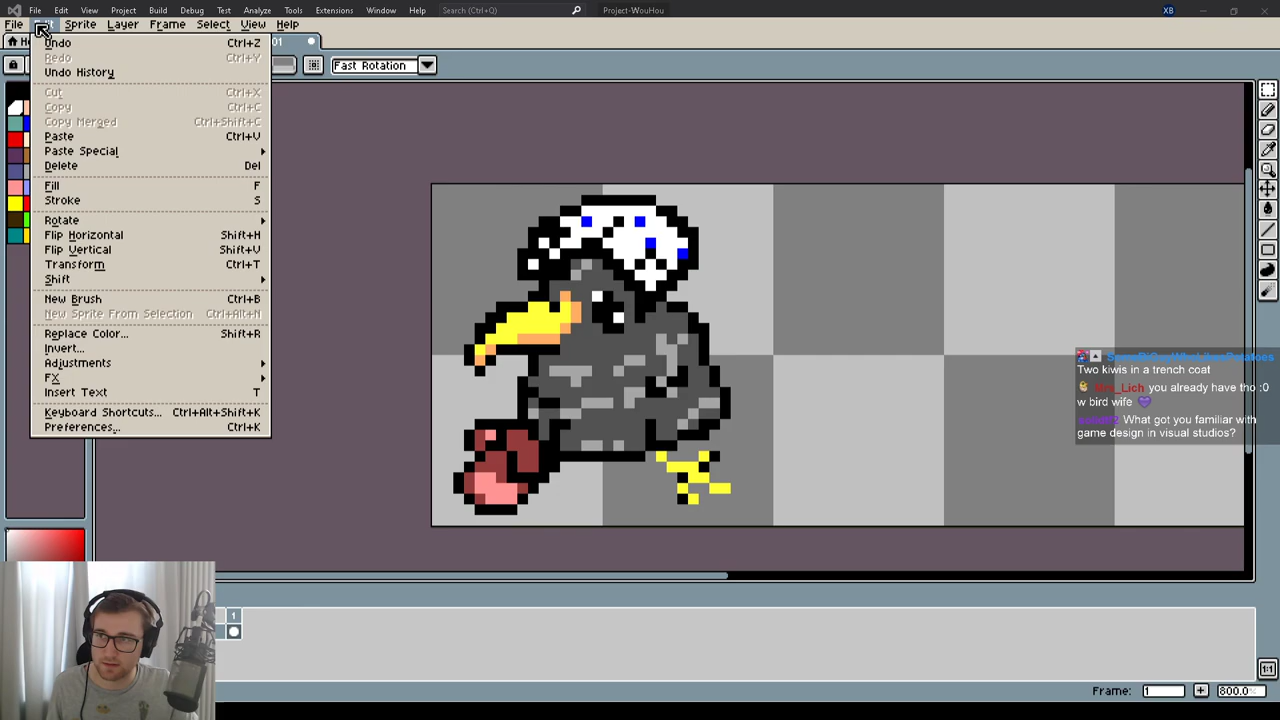 File Edit View Project Build Debug Test Analyze Tools Extensions Window Help Search (Ctrl+Q) Project-WouHou XB
File Edit Sprite Layer Frame Select View Help
Undo Ctrl+Z
Redo Ctrl+Y
Undo History
Cut Ctrl+X
Copy Ctrl+C
Copy Merged Ctrl+Shift+C
Paste Ctrl+V
Paste Special
Delete Del
Fill F
Stroke S
Rotate
Flip Horizontal Shift+H
Flip Vertical Shift+V
Transform Ctrl+T
Shift
New Brush Ctrl+B
New Sprite From Selection Ctrl+Alt+N
Replace Color... Shift+R
Invert...
Adjustments
FX
Insert Text T
Keyboard Shortcuts... Ctrl+Alt+Shift+K
Preferences... Ctrl+K
Fast Rotation
Two kiwis in a trench coat
you already have tho :0
w bird wife
What got you familiar with
game design in visual studios?
1
1:1
Frame: 1 + 800.0